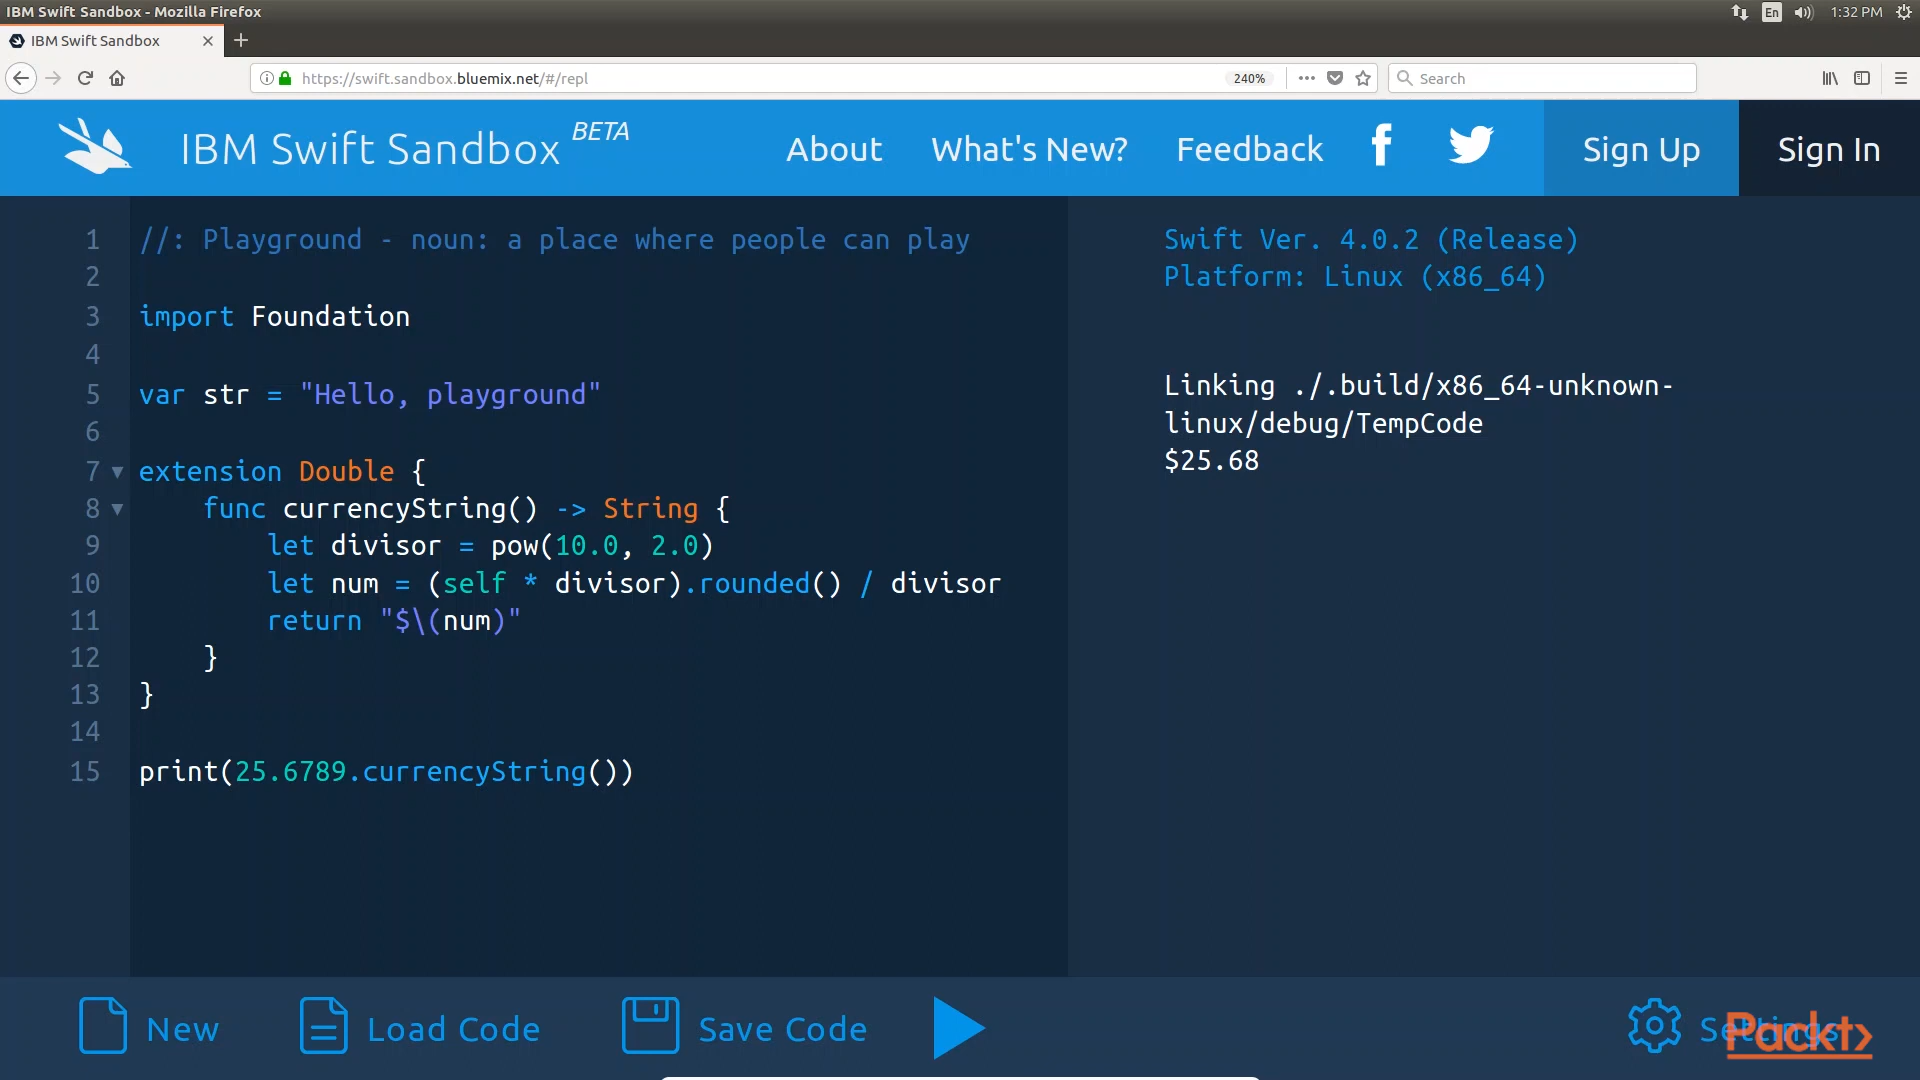 IBM Swift Sandbox - Mozilla Firefox
En
1:32 PM
IBM Swift Sandbox
https://swift.sandbox.bluemix.net/#/repl
240%
Search
IBM Swift Sandbox BETA
About
What's New?
Feedback
Sign Up
Sign In
1 //: Playground - noun: a place where people can play
2
3 import Foundation
4
5 var str = "Hello, playground"
6
7 extension Double {
8     func currencyString() -> String {
9         let divisor = pow(10.0, 2.0)
10         let num = (self * divisor).rounded() / divisor
11         return "$\(num)"
12     }
13 }
14
15 print(25.6789.currencyString())
Swift Ver. 4.0.2 (Release)
Platform: Linux (x86_64)
Linking ./.build/x86_64-unknown-
linux/debug/TempCode
$25.68
New
Load Code
Save Code
Settings
Packt>